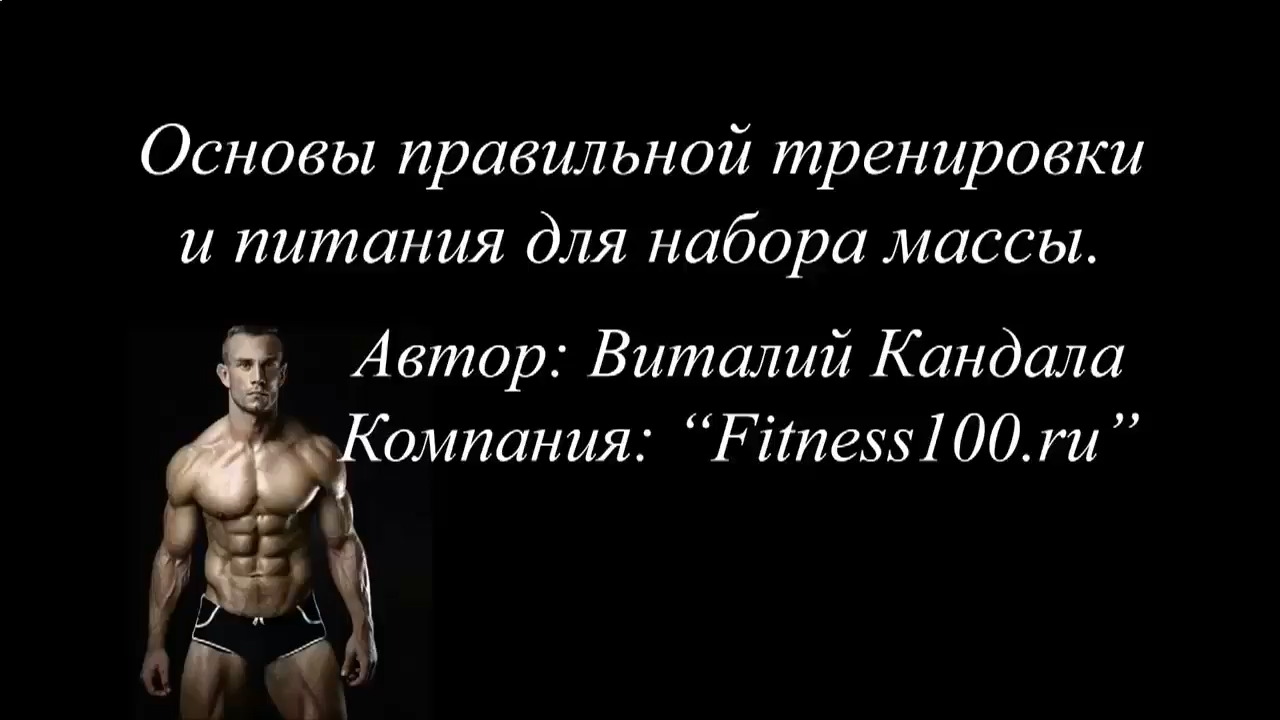 Основы правильной тренировки
и питания для набора массы.
Автор: Виталий Кандала
Компания: “Fitness100.ru”